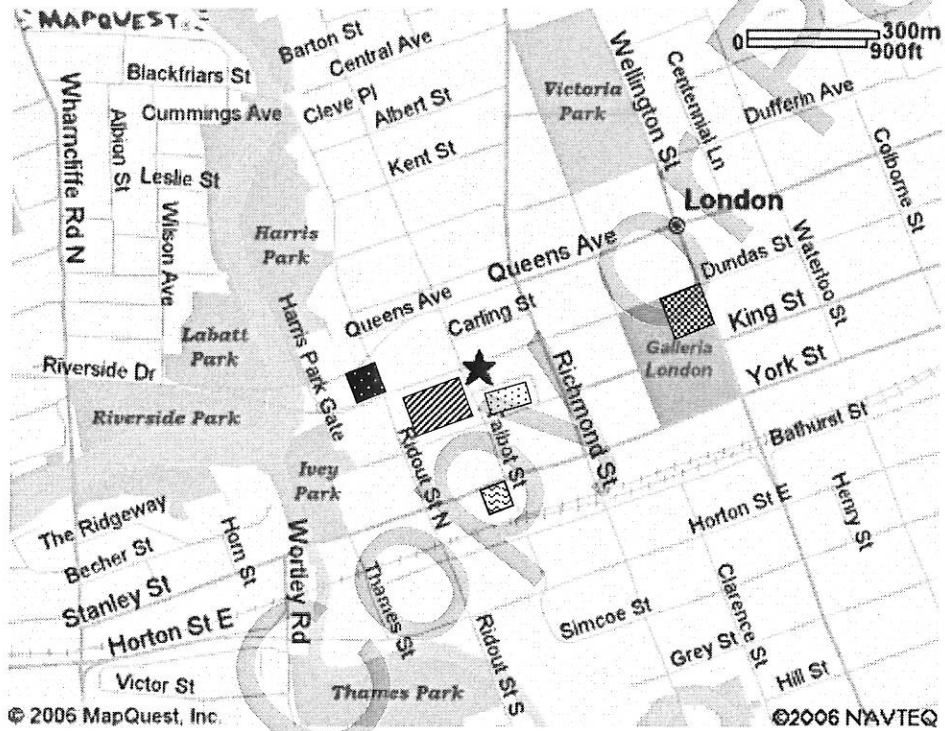 MAPQUEST
300m
0
900ft
Barton St
Central Ave
Blackfriars St
Cummings Ave
Cleve Pl
Albert St
Kent St
Leslie St
Wharncliffe Rd N
Albion St
Wilson Ave
Victoria
Park
Wellington St
Centennial Ln
Dufferin Ave
Colborne St
London
Harris
Park
Queens Ave
Queens Ave
Dundas St
Waterloo St
King St
Carling St
Harris Park Gate
Labatt
Park
Riverside Dr
Riverside Park
Galleria
London
York St
Richmond St
Talbot St
Ridout St N
Ivey
Park
Bathurst St
Henry St
Horton St E
The Ridgeway
Becher St
Horn St
Stanley St
Wortley Rd
Horton St E
Thames St
Simcoe St
Clarence St
Grey St
Hill St
Ridout St S
Victor St
Thames Park
© 2006 MapQuest, Inc.
©2006 NAVTEQ